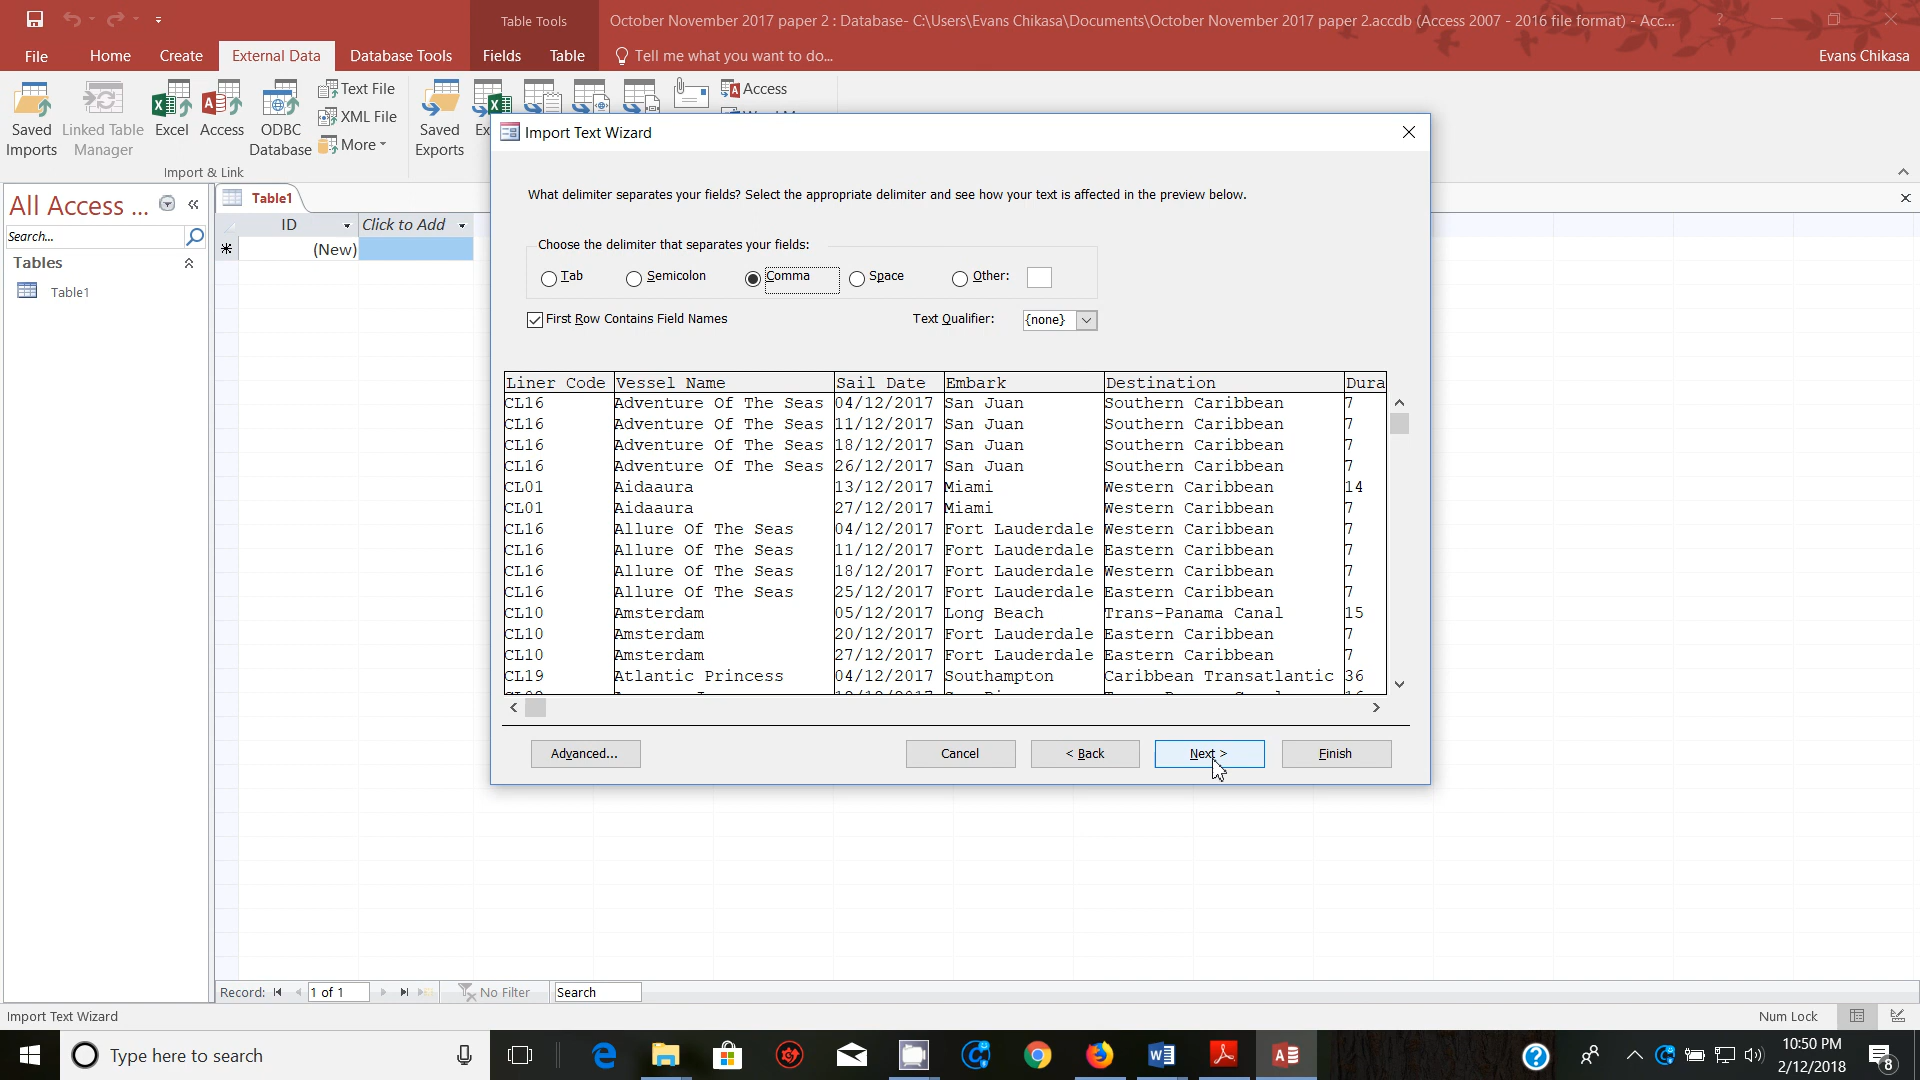 Table Tools
October November 2017 paper 2 : Database- C:\Users\Evans Chikasa\Documents\October November 2017 paper 2.accdb (Access 2007 - 2016 file format) - Acc...
File Home Create External Data Database Tools Fields Table Tell me what you want to do... Evans Chikasa
Saved Imports
Linked Table Manager
Excel
Access
ODBC Database
Text File
XML File
More
Import & Link
Saved Exports
Access
Import Text Wizard
What delimiter separates your fields? Select the appropriate delimiter and see how your text is affected in the preview below.
Choose the delimiter that separates your fields:
Tab Semicolon Comma Space Other:
First Row Contains Field Names Text Qualifier: {none}
Liner Code Vessel Name Sail Date Embark Destination Dura
CL16 Adventure Of The Seas 04/12/2017 San Juan Southern Caribbean 7
CL16 Adventure Of The Seas 11/12/2017 San Juan Southern Caribbean 7
CL16 Adventure Of The Seas 18/12/2017 San Juan Southern Caribbean 7
CL16 Adventure Of The Seas 26/12/2017 San Juan Southern Caribbean 7
CL01 Aidaaura 13/12/2017 Miami Western Caribbean 14
CL01 Aidaaura 27/12/2017 Miami Western Caribbean 7
CL16 Allure Of The Seas 04/12/2017 Fort Lauderdale Western Caribbean 7
CL16 Allure Of The Seas 11/12/2017 Fort Lauderdale Eastern Caribbean 7
CL16 Allure Of The Seas 18/12/2017 Fort Lauderdale Western Caribbean 7
CL16 Allure Of The Seas 25/12/2017 Fort Lauderdale Eastern Caribbean 7
CL10 Amsterdam 05/12/2017 Long Beach Trans-Panama Canal 15
CL10 Amsterdam 20/12/2017 Fort Lauderdale Eastern Caribbean 7
CL10 Amsterdam 27/12/2017 Fort Lauderdale Eastern Caribbean 7
CL19 Atlantic Princess 04/12/2017 Southampton Caribbean Transatlantic 36
Advanced... Cancel < Back Next > Finish
All Access ...
Search...
Tables
Table1
Table1
ID Click to Add
(New)
Record: 1 of 1 No Filter Search
Import Text Wizard Num Lock
Type here to search
10:50 PM
2/12/2018
8